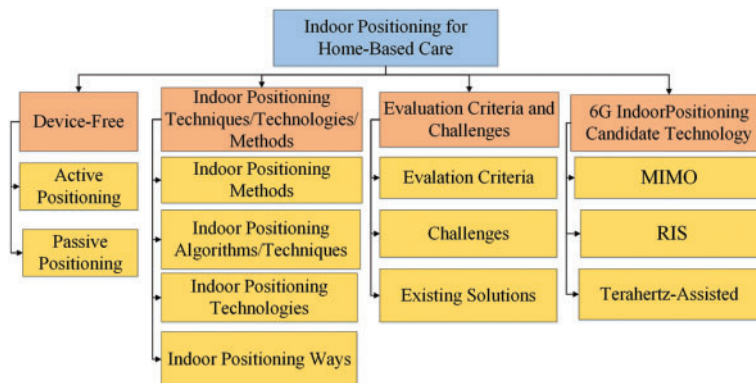 Indoor Positioning for
Home-Based Care
Device-Free
Active
Positioning
Passive
Positioning
Indoor Positioning
Techniques/Technologies/
Methods
Indoor Positioning
Methods
Indoor Positioning
Algorithms/Techniques
Indoor Positioning
Technologies
Indoor Positioning Ways
Evaluation Criteria and
Challenges
Evalation Criteria
Challenges
Existing Solutions
6G IndoorPositioning
Candidate Technology
MIMO
RIS
Terahertz-Assisted